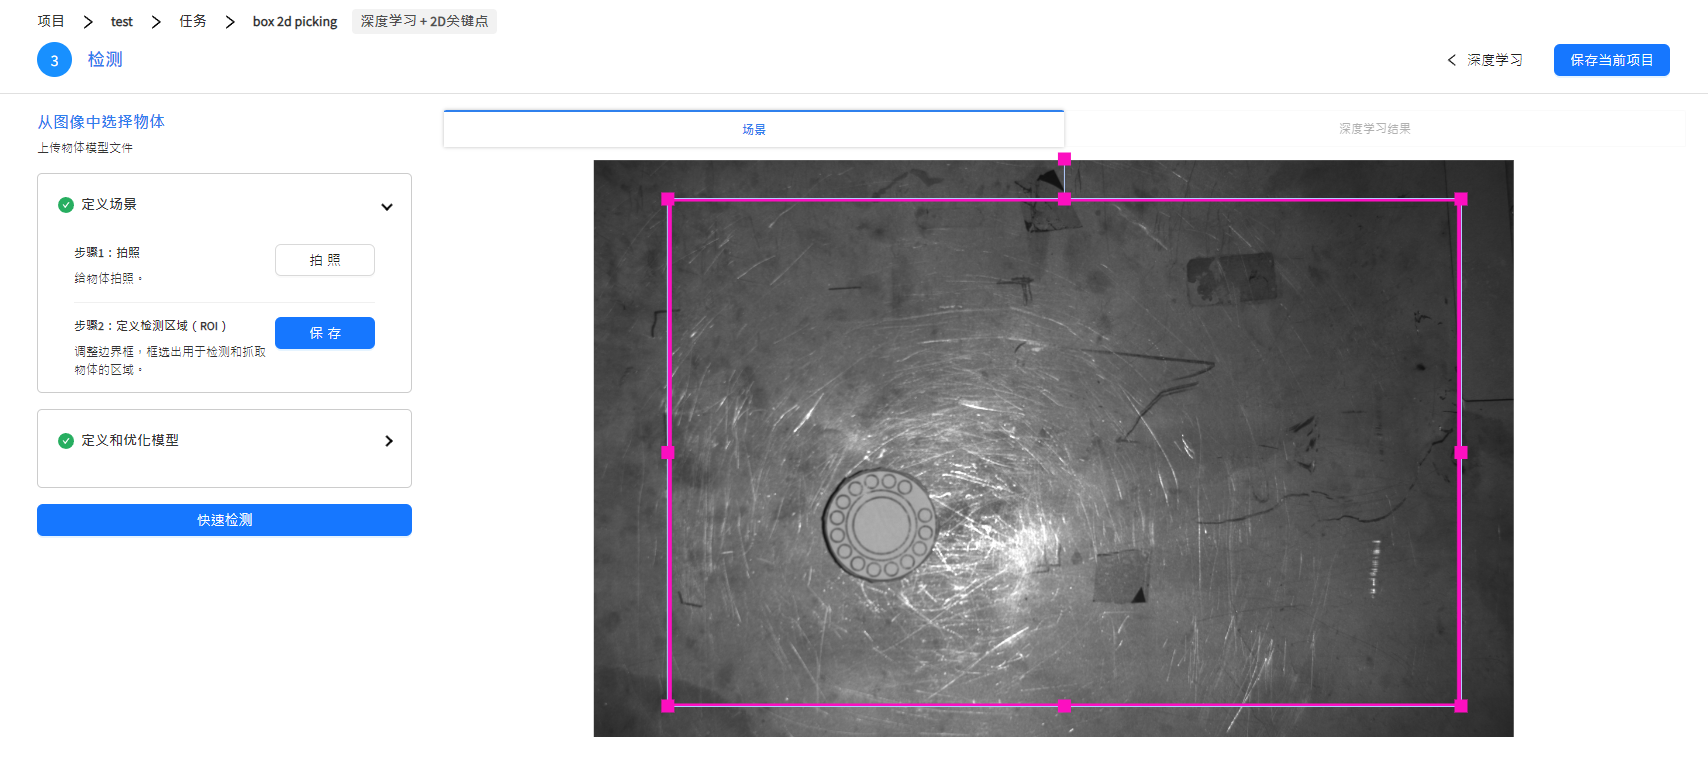 项目 > test > 任务 > box 2d picking 深度学习 + 2D关键点
3 检测
< 深度学习 保存当前项目
从图像中选择物体
上传物体模型文件
定义场景
步骤1：拍照
给物体拍照。
拍 照
步骤2：定义检测区域（ROI）
调整边界框，框选出用于检测和抓取
物体的区域。
保 存
定义和优化模型
快速检测
场景
深度学习结果